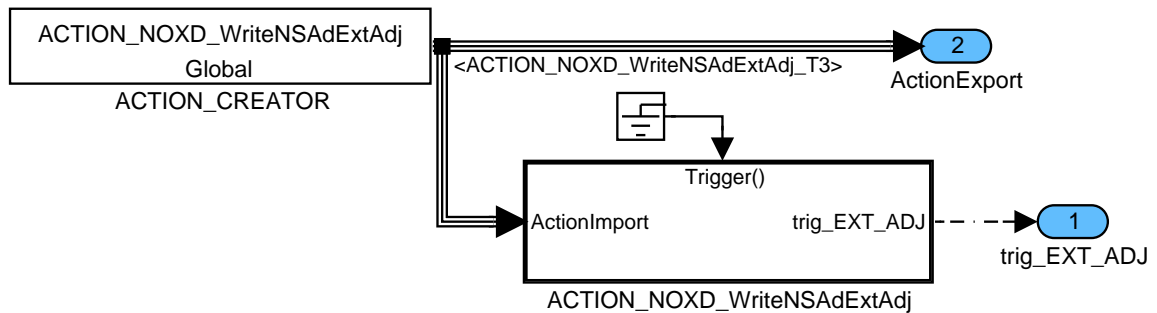 ACTION_NOXD_WriteNSAdExtAdj
Global
ACTION_CREATOR
<ACTION_NOXD_WriteNSAdExtAdj_T3>
2
ActionExport
Trigger()
ActionImport
trig_EXT_ADJ
1
trig_EXT_ADJ
ACTION_NOXD_WriteNSAdExtAdj